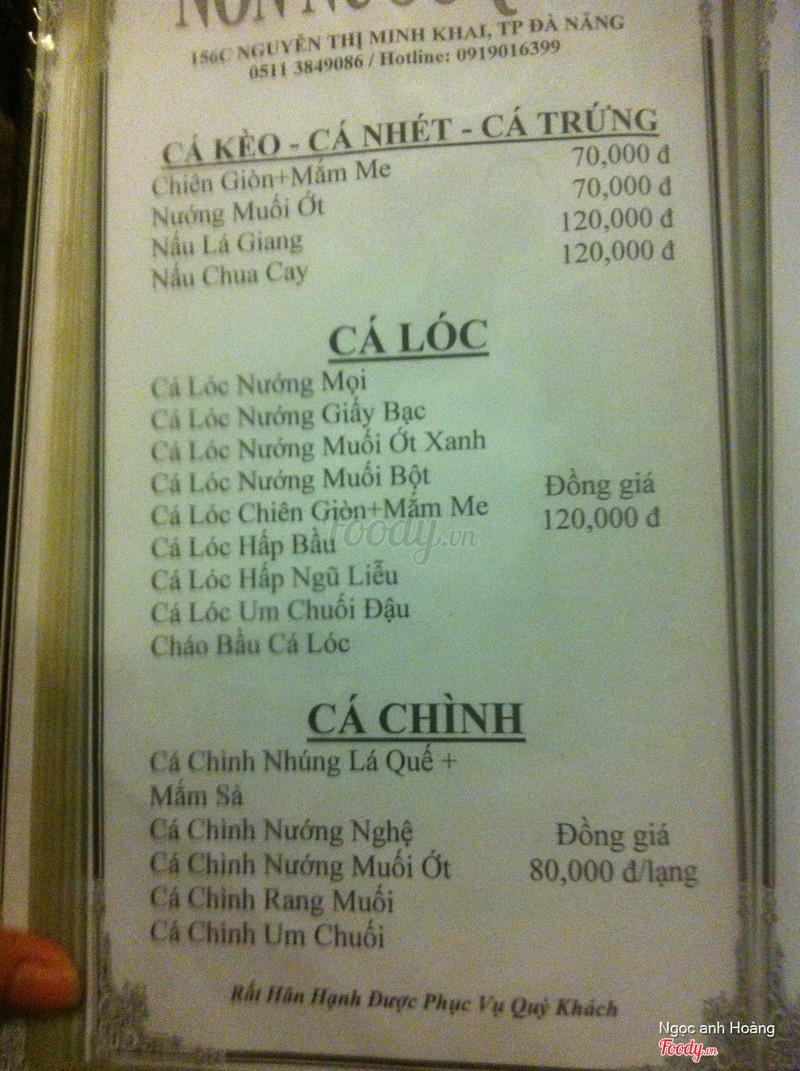 NON NƯỚC
156C NGUYỄN THỊ MINH KHAI, TP ĐÀ NẴNG
0511 3849086 / Hotline: 0919016399
CÁ KÈO - CÁ NHÉT - CÁ TRỨNG
Chiên Giòn+Mắm Me 70,000 đ
Nướng Muối Ớt 70,000 đ
Nấu Lá Giang 120,000 đ
Nấu Chua Cay 120,000 đ
CÁ LÓC
Cá Lóc Nướng Mọi
Cá Lóc Nướng Giấy Bạc
Cá Lóc Nướng Muối Ớt Xanh
Cá Lóc Nướng Muối Bột Đồng giá
Cá Lóc Chiên Giòn+Mắm Me 120,000 đ
Cá Lóc Hấp Bầu
Cá Lóc Hấp Ngũ Liễu
Cá Lóc Um Chuối Đậu
Cháo Bầu Cá Lóc
CÁ CHÌNH
Cá Chình Nhúng Lá Quế +
Mắm Sả
Cá Chình Nướng Nghệ Đồng giá
Cá Chình Nướng Muối Ớt 80,000 đ/lạng
Cá Chình Rang Muối
Cá Chình Um Chuối
Rất Hân Hạnh Được Phục Vụ Quý Khách
foody.vn
Ngọc anh Hoàng
Foody.vn